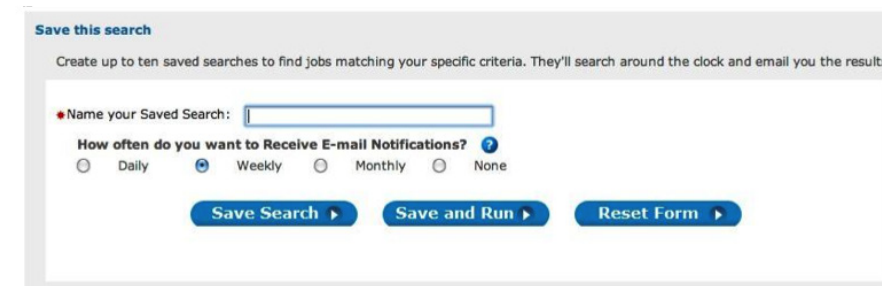 Save this search
Create up to ten saved searches to find jobs matching your specific criteria. They'll search around the clock and email you the result
*Name your Saved Search:
How often do you want to Receive E-mail Notifications? ?
Daily Weekly Monthly None
Save Search Save and Run Reset Form